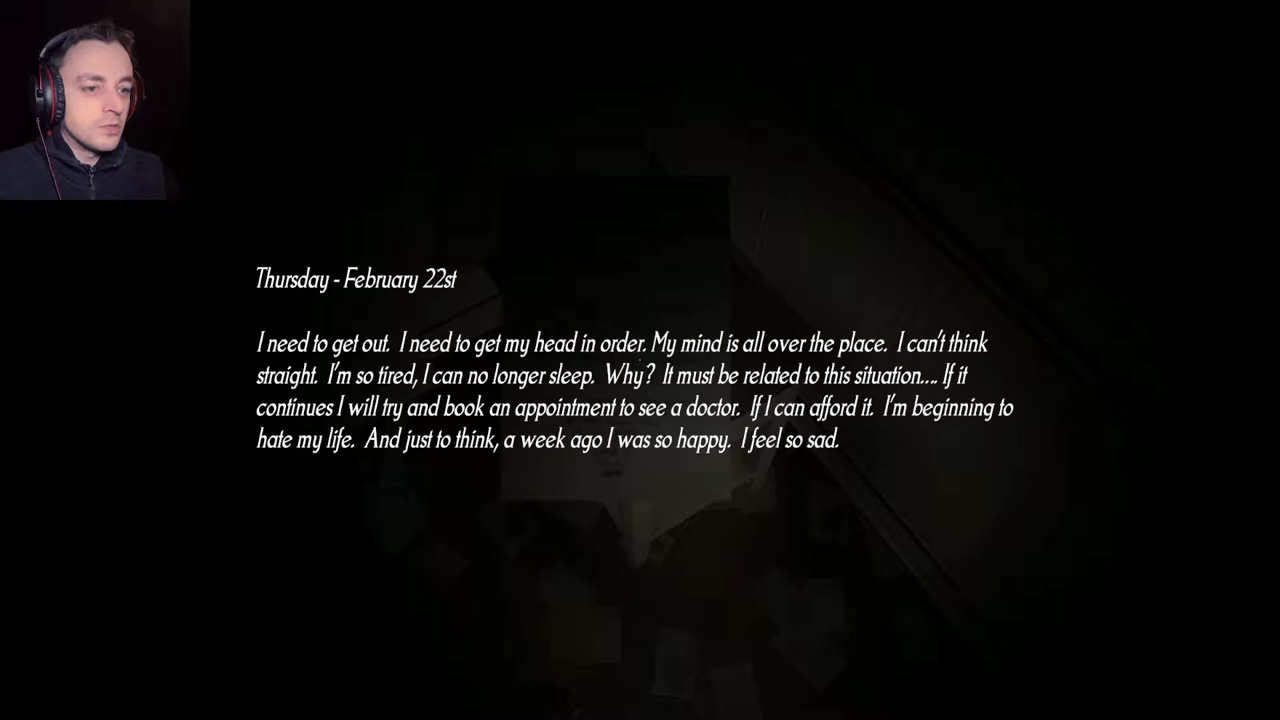 Thursday - February 22st
I need to get out. I need to get my head in order. My mind is all over the place. I can't think
straight. I'm so tired, I can no longer sleep. Why? It must be related to this situation.... If it
continues I will try and book an appointment to see a doctor. If I can afford it. I'm beginning to
hate my life. And just to think, a week ago I was so happy. I feel so sad.